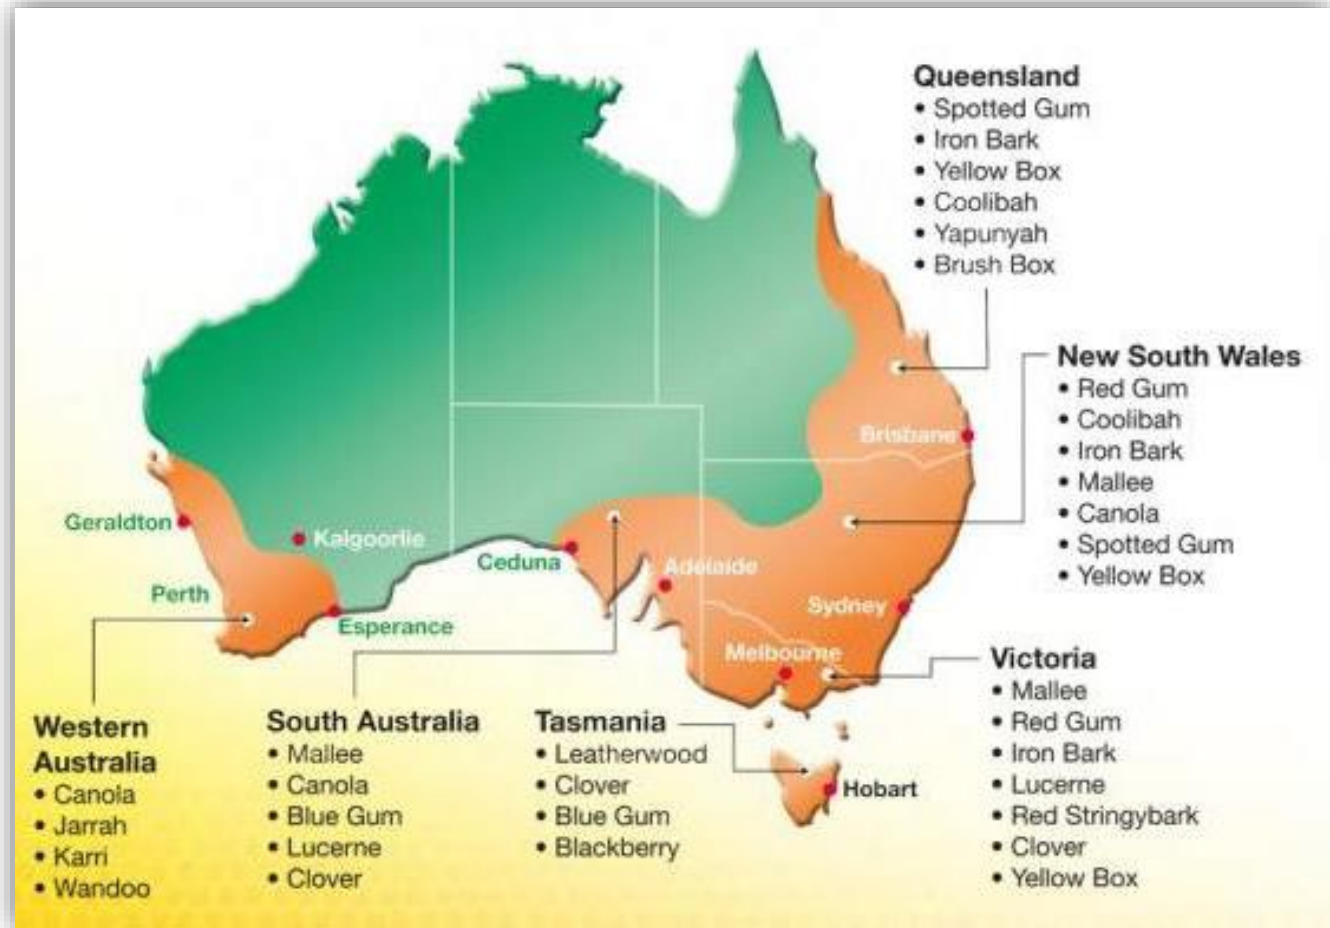 Queensland
• Spotted Gum
• Iron Bark
• Yellow Box
• Coolibah
• Yapunyah
• Brush Box
New South Wales
• Red Gum
• Coolibah
• Iron Bark
• Mallee
• Canola
• Spotted Gum
• Yellow Box
Brisbane
Geraldton
Kalgoorlie
Ceduna
Adelaide
Perth
Esperance
Sydney
Melbourne
Victoria
• Mallee
• Red Gum
• Iron Bark
• Lucerne
• Red Stringybark
• Clover
• Yellow Box
Western
Australia
• Canola
• Jarrah
• Karri
• Wandoo
South Australia
• Mallee
• Canola
• Blue Gum
• Lucerne
• Clover
Tasmania
• Leatherwood
• Clover
• Blue Gum
• Blackberry
Hobart